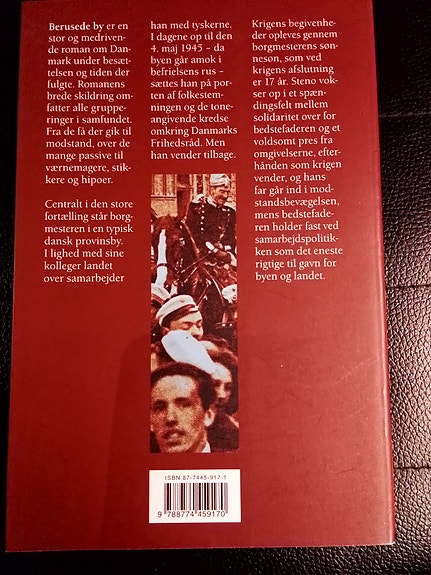 Berusede by er en
stor og medriven-
de roman om Dan-
mark under besæt-
telsen og tiden der
fulgte. Romanens
brede skildring om-
fatter alle gruppe-
ringer i samfundet.
Fra de få der gik til
modstand, over de
mange passive til
værnemagere, stik-
kere og hipoer.
Centralt i den store
fortælling står borg-
mesteren i en typisk
dansk provinsby.
I lighed med sine
kolleger landet
over samarbejder
han med tyskerne.
I dagene op til den
4. maj 1945 – da
byen går amok i
befrielsens rus –
sættes han på por-
ten af folkestem-
ningen og de tone-
angivende kredse
omkring Danmarks
Frihedsråd. Men
han vender tilbage.
Krigens begivenhe-
der opleves gennem
borgmesterens søn-
nesøn, som ved
krigens afslutning
er 17 år. Steno vok-
ser op i et spæn-
dingsfelt mellem
solidaritet over for
bedstefaderen og et
voldsomt pres fra
omgivelserne, efter-
hånden som krigen
vender, og hans
far går ind i mod-
standsbevægelsen,
mens bedstefade-
ren holder fast ved
samarbejdspolitik-
ken som det eneste
rigtige til gavn for
byen og landet.
ISBN 87-7445-917-1
9 788774 459170